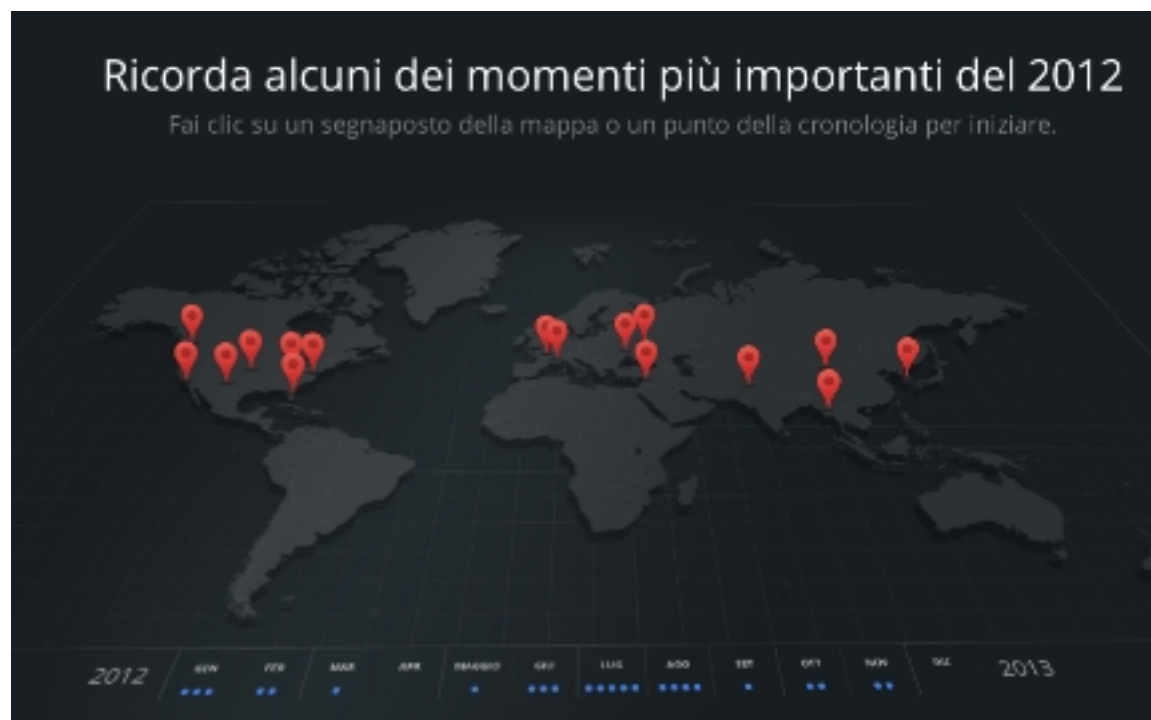 Ricorda alcuni dei momenti più importanti del 2012
Fai clic su un segnaposto della mappa o un punto della cronologia per iniziare.
2012 GEN FEB MAR APR MAGGIO GIU LUG AGO SET OTT NOV DIC 2013